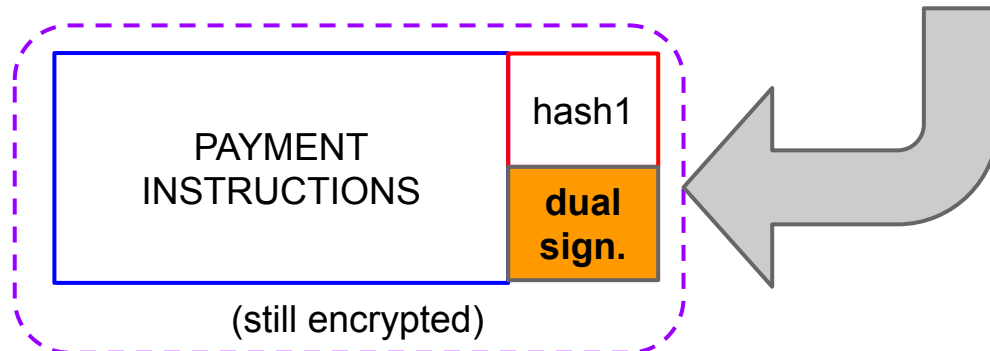 PAYMENT
INSTRUCTIONS
hash1
dual
sign.
(still encrypted)